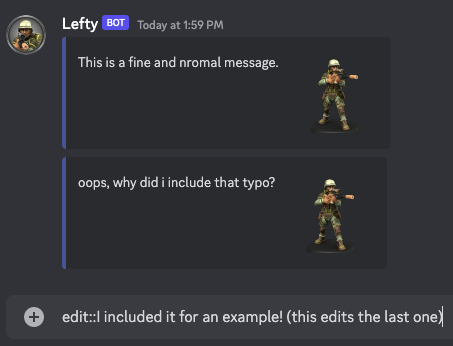 Lefty BOT Today at 1:59 PM
This is a fine and nromal message.
oops, why did i include that typo?
edit::I included it for an example! (this edits the last one)